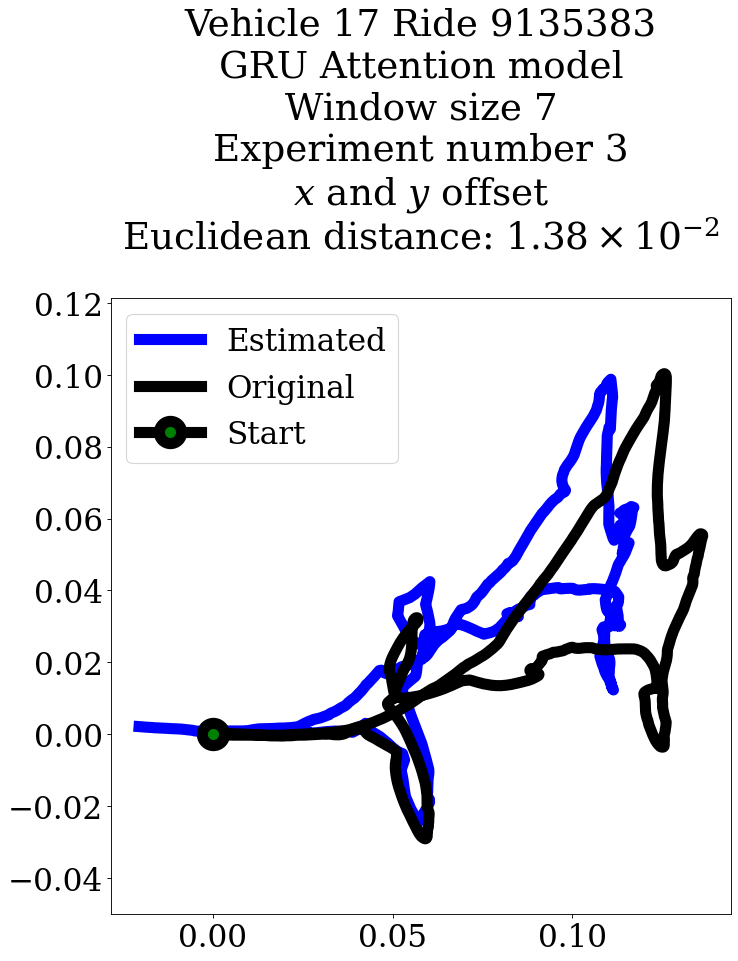 Vehicle 17 Ride 9135383
GRU Attention model
Window size 7
Experiment number 3
x and y offset
Euclidean distance: 1.38 × 10⁻²
0.12
0.10
0.08
0.06
0.04
0.02
0.00
−0.02
−0.04
Estimated
Original
Start
0.00 0.05 0.10